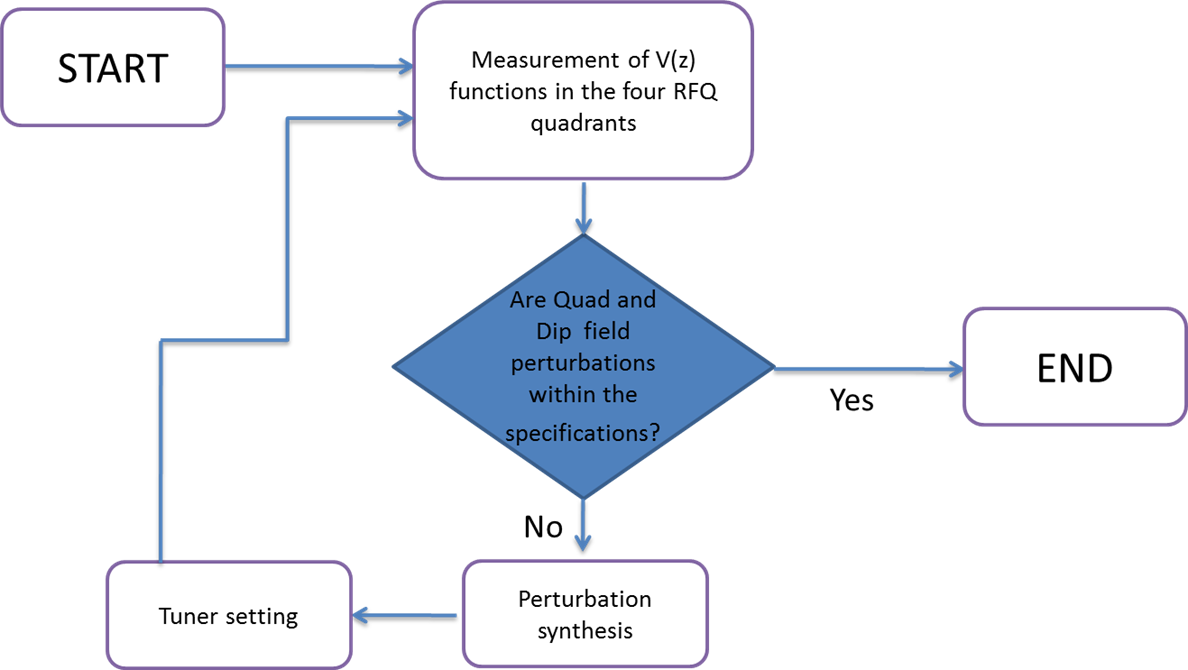 START
Measurement of V(z)
functions in the four RFQ
quadrants
Are Quad and
Dip field
perturbations
within the
specifications?
Yes
END
No
Perturbation
synthesis
Tuner setting